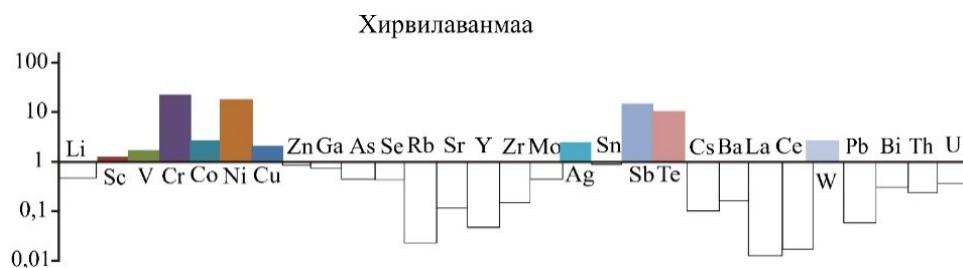 Хирвилаванмаа
100
10
Li Zn Ga As Se Rb Sr Y Zr Mo Sn Cs Ba La Ce Pb Bi Th U
1
Sc V Cr Co Ni Cu Ag Sb Te W
0,1
0,01